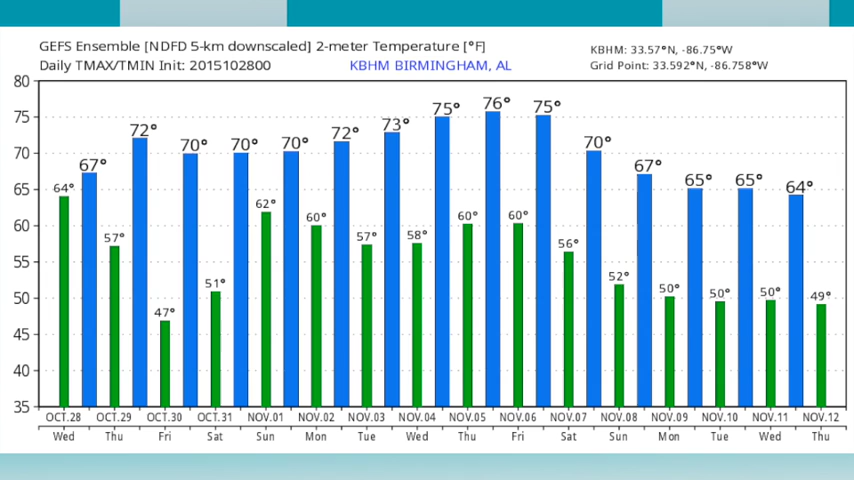 GEFS Ensemble [NDFD 5-km downscaled] 2-meter Temperature [°F]
Daily TMAX/TMIN Init: 2015102800
KBHM BIRMINGHAM, AL
KBHM: 33.57°N, -86.75°W
Grid Point: 33.592°N, -86.758°W
80
75
70
65
60
55
50
45
40
35
64° 67° 57° 72° 47° 70° 51° 70° 62° 70° 60° 72° 57° 73° 58° 75° 60° 76° 60° 75° 56° 70° 52° 67° 50° 65° 50° 65° 50° 64° 49°
OCT.28 OCT.29 OCT.30 OCT.31 NOV.01 NOV.02 NOV.03 NOV.04 NOV.05 NOV.06 NOV.07 NOV.08 NOV.09 NOV.10 NOV.11 NOV.12
Wed Thu Fri Sat Sun Mon Tue Wed Thu Fri Sat Sun Mon Tue Wed Thu